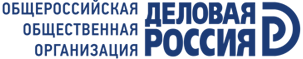 ОБЩЕРОССИЙСКАЯ
ОБЩЕСТВЕННАЯ
ОРГАНИЗАЦИЯ
ДЕЛОВАЯ
РОССИЯ